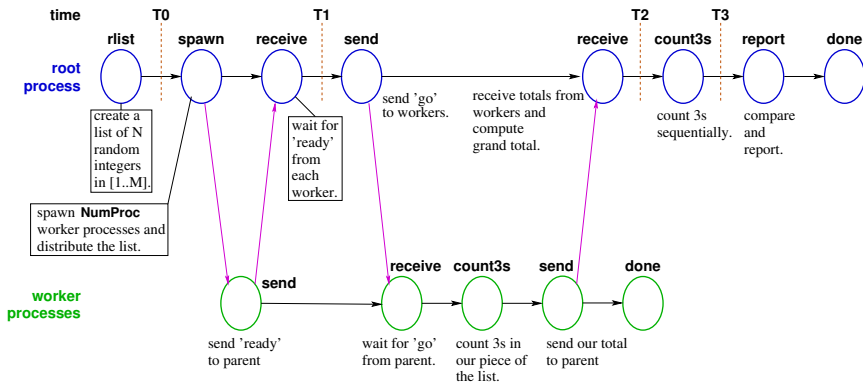 time
T0
T1
T2
T3
rlist
spawn
receive
send
receive
count3s
report
done
root
process
create a
list of N
random
integers
in [1..M].
wait for
'ready'
from
each
worker.
send 'go'
to workers.
receive totals from
workers and
compute
grand total.
count 3s
sequentially.
compare
and
report.
spawn NumProc
worker processes and
distribute the list.
send
receive
count3s
send
done
worker
processes
send 'ready'
to parent
wait for 'go'
from parent.
count 3s in
our piece of
the list.
send our total
to parent